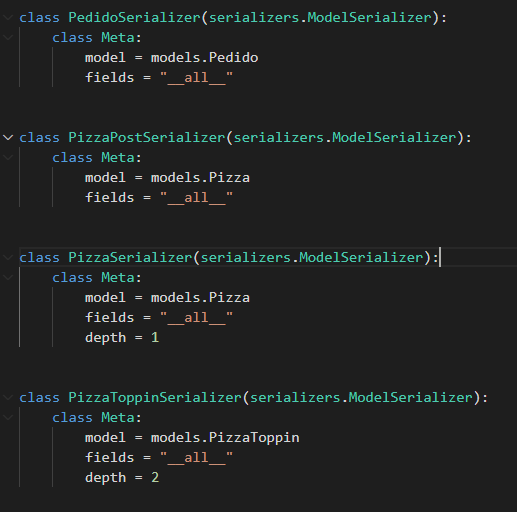 class PedidoSerializer(serializers.ModelSerializer):
    class Meta:
        model = models.Pedido
        fields = "__all__"
class PizzaPostSerializer(serializers.ModelSerializer):
    class Meta:
        model = models.Pizza
        fields = "__all__"
class PizzaSerializer(serializers.ModelSerializer):
    class Meta:
        model = models.Pizza
        fields = "__all__"
        depth = 1
class PizzaToppinSerializer(serializers.ModelSerializer):
    class Meta:
        model = models.PizzaToppin
        fields = "__all__"
        depth = 2